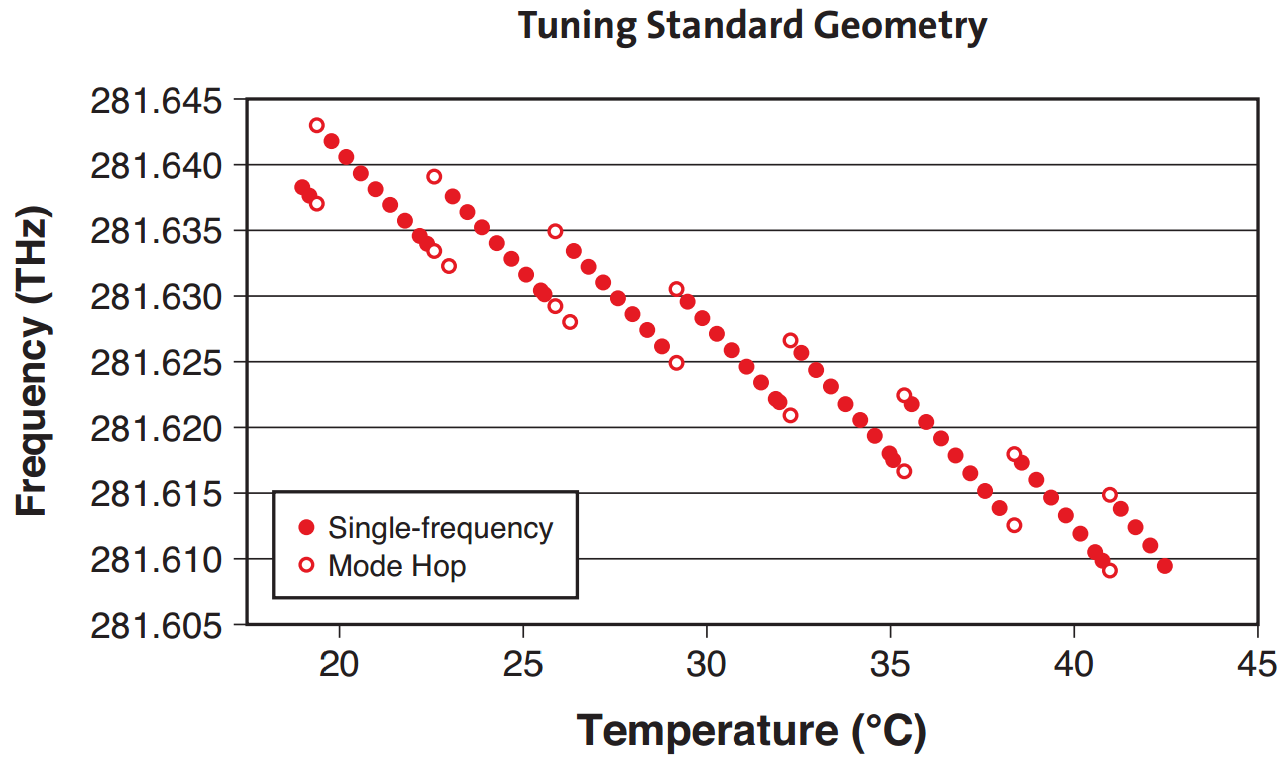 Tuning Standard Geometry
281.645
281.640
281.635
281.630
281.625
281.620
281.615
281.610
281.605
Frequency (THz)
Single-frequency
Mode Hop
20 25 30 35 40 45
Temperature (°C)